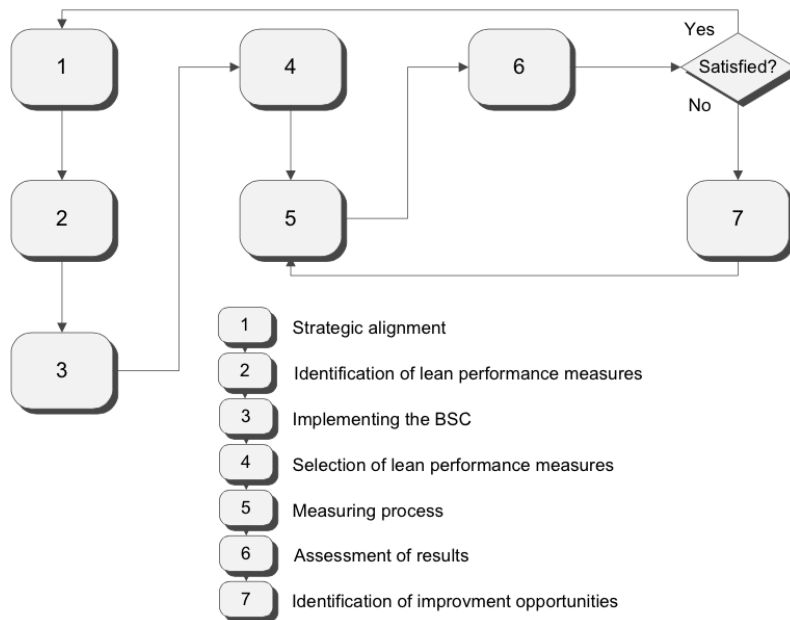 Yes
1
4
6
Satisfied?
No
2
5
7
3
1 Strategic alignment
2 Identification of lean performance measures
3 Implementing the BSC
4 Selection of lean performance measures
5 Measuring process
6 Assessment of results
7 Identification of improvment opportunities